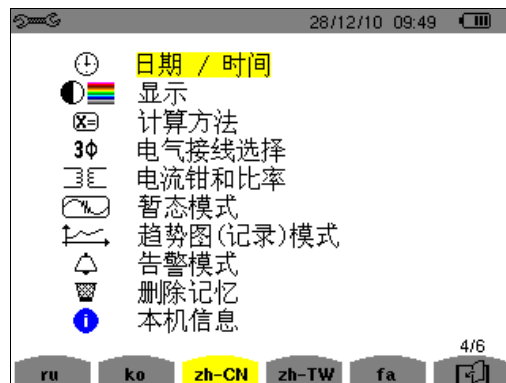 28/12/10 09:49
日期 / 时间
显示
X= 计算方法
3φ 电气接线选择
电流钳和比率
暂态模式
趋势图(记录)模式
告警模式
删除记忆
i 本机信息
4/6
ru ko zh-CN zh-TW fa